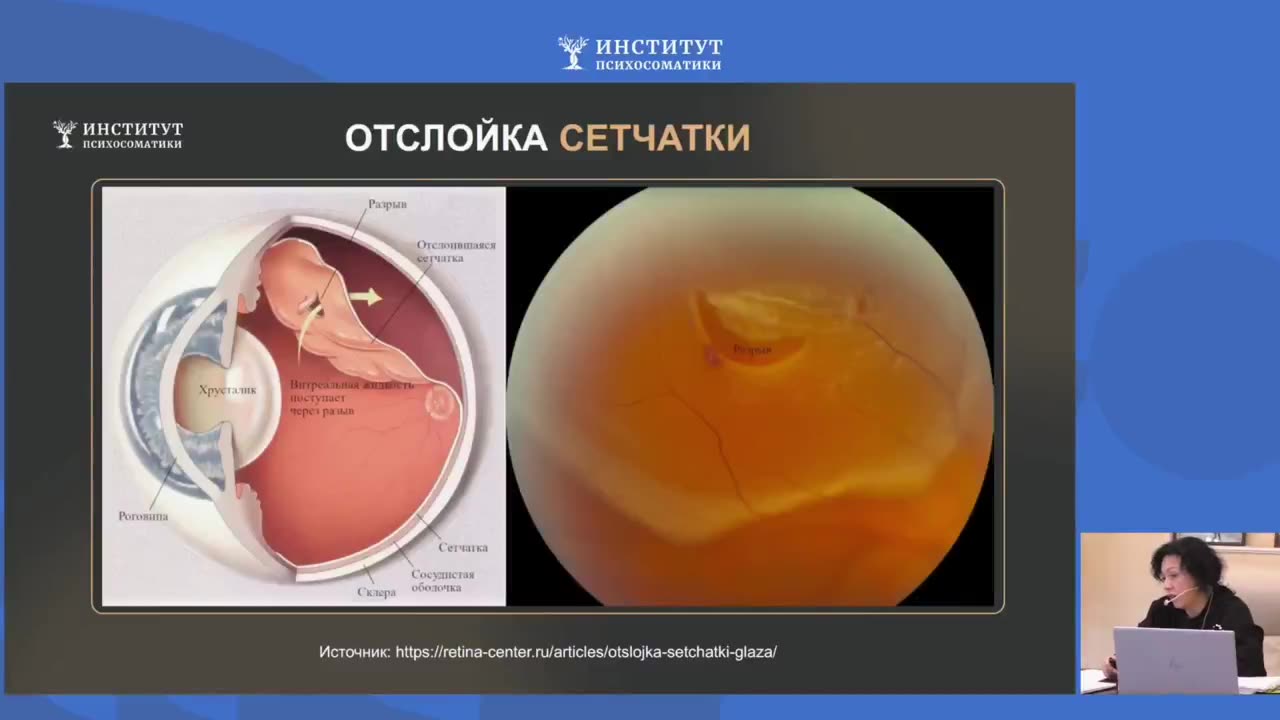 ИНСТИТУТ
ПСИХОСОМАТИКИ
ИНСТИТУТ
ПСИХОСОМАТИКИ
ОТСЛОЙКА СЕТЧАТКИ
Разрыв
Отслоившаяся
сетчатка
Хрусталик
Витреальная жидкость
поступает
через разыв
Роговица
Сетчатка
Сосудистая
оболочка
Склера
Разрыв
Источник: https://retina-center.ru/articles/otslojka-setchatki-glaza/